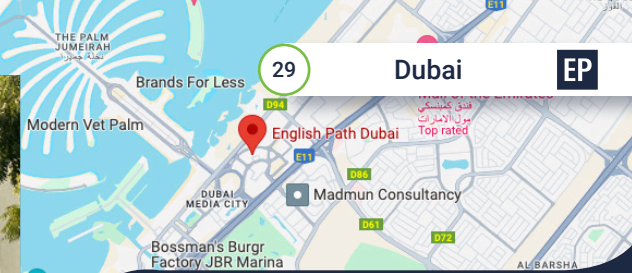 E11
القوز
THE PALM
JUMEIRAH
نخلة جميرا
29
Dubai
EP
Brands For Less
Mall of the Emirates
D94
فندق كمبنسكي
مول الامارات
Top rated
Modern Vet Palm
English Path Dubai
E11
D86
DUBAI
MEDIA CITY
Madmun Consultancy
D61
D72
Bossman's Burgr
Factory JBR Marina
AL BARSHA